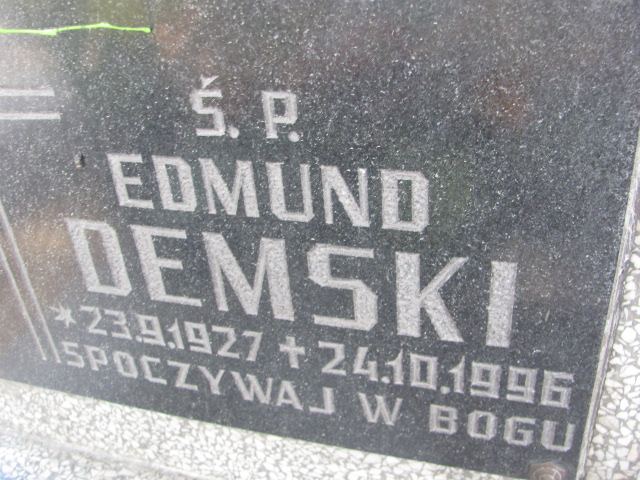 Ś. P.
EDMUND
DEMSKI
* 23.9.1927 † 24.10.1996
SPOCZYWAJ W BOGU